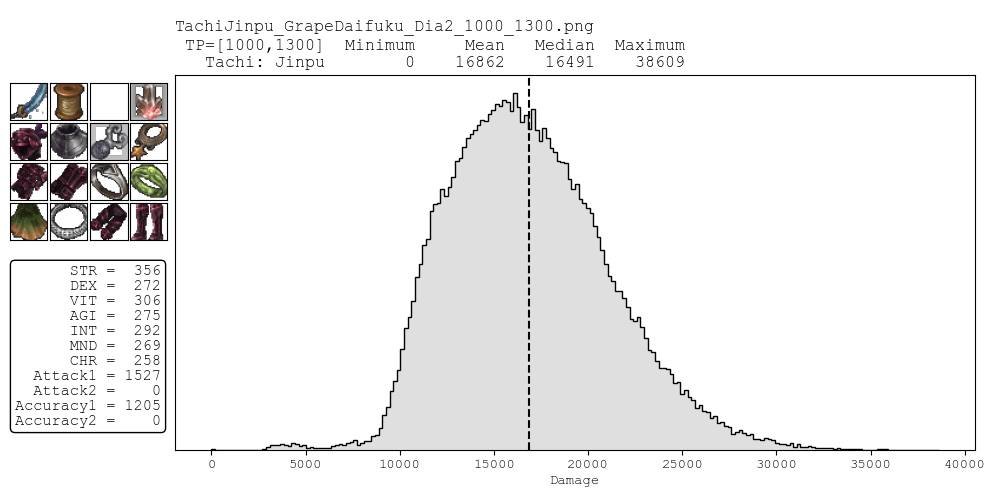 TachiJinpu_GrapeDaifuku_Dia2_1000_1300.png
TP=[1000,1300] Minimum Mean Median Maximum
Tachi: Jinpu 0 16862 16491 38609
STR = 356
DEX = 272
VIT = 306
AGI = 275
INT = 292
MND = 269
CHR = 258
Attack1 = 1527
Attack2 = 0
Accuracy1 = 1205
Accuracy2 = 0
0 5000 10000 15000 20000 25000 30000 35000 40000
Damage